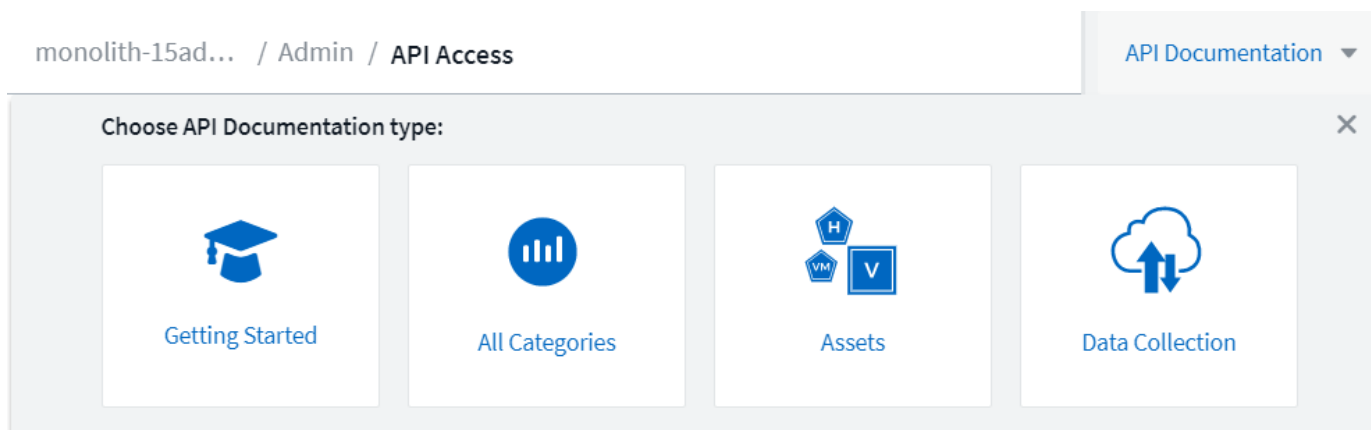 monolith-15ad... / Admin / API Access
API Documentation
Choose API Documentation type:
H
VM
V
Getting Started
All Categories
Assets
Data Collection